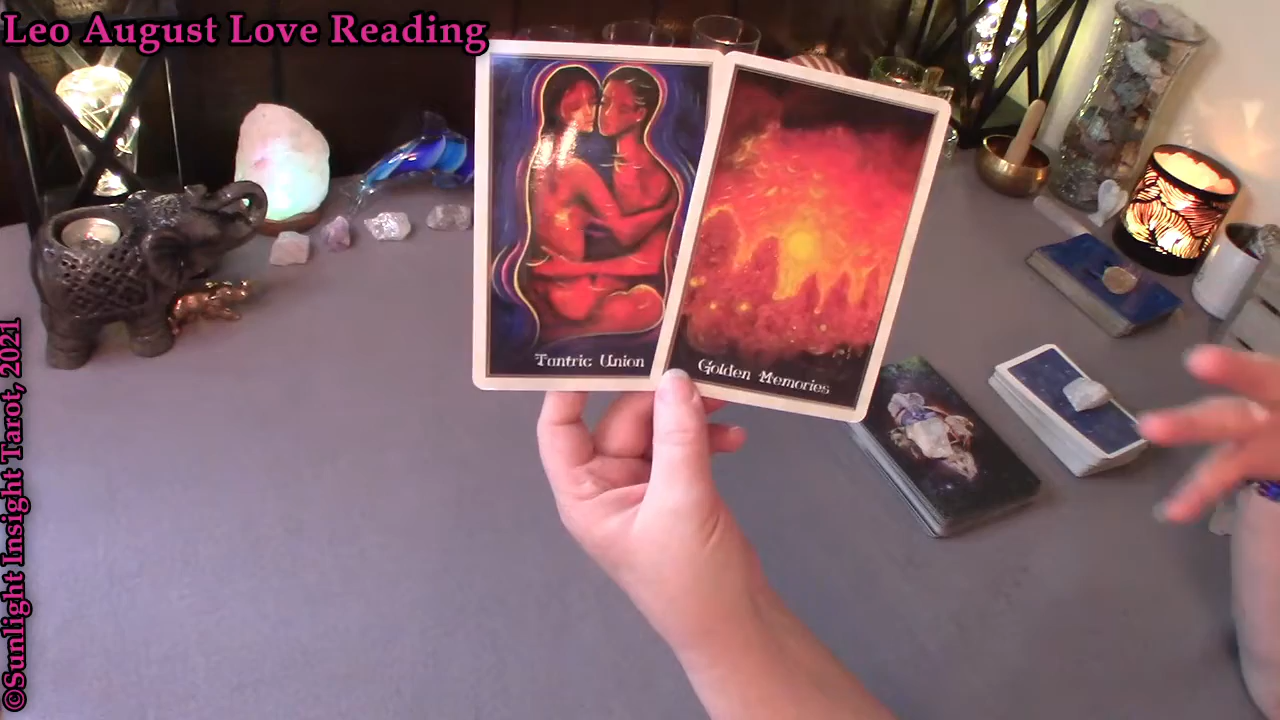 Leo August Love Reading
Tantric Union
Golden Memories
©Sunlight Insight Tarot, 2021